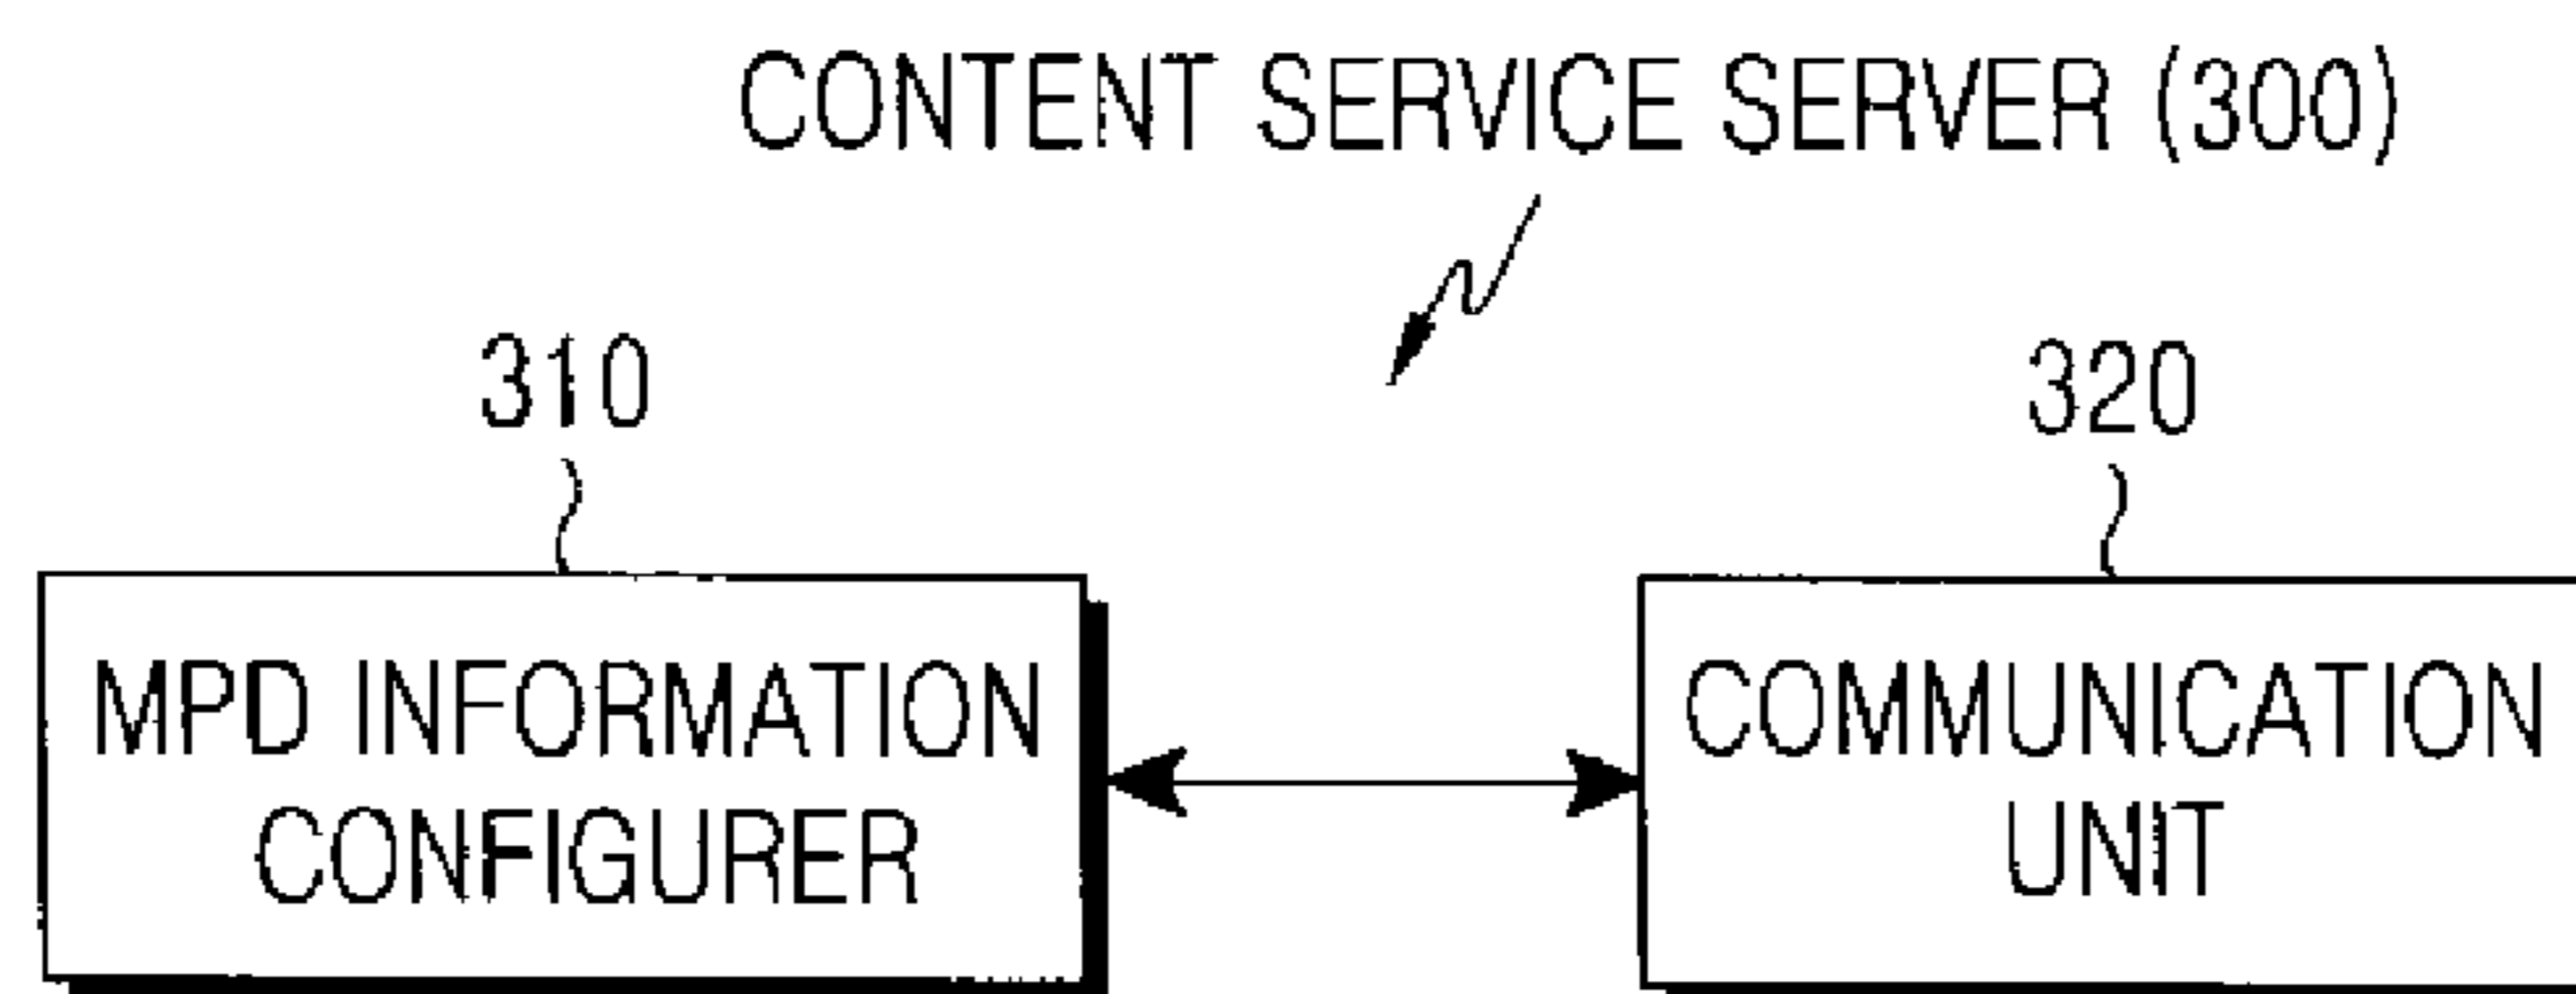 CONTENT SERVICE SERVER (300)
310
320
MPD INFORMATION
CONFIGURER
COMMUNICATION
UNIT